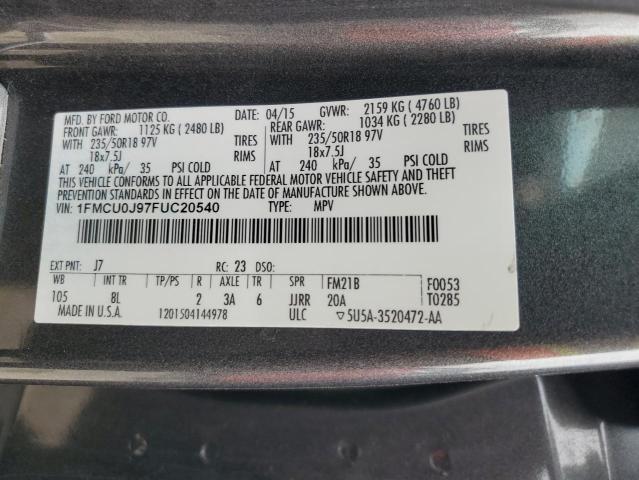 MFD. BY FORD MOTOR CO. 04/15 GVWR: 2159 KG ( 4760 LB)
FRONT GAWR: 1125 KG ( 2480 LB) REAR GAWR: 1034 KG ( 2280 LB)
WITH 235/50R18 97V TIRES WITH 235/50R18 97V TIRES
18x7.5J RIMS 18x7.5J RIMS
AT 240 kPa/ 35 PSI COLD AT 240 kPa/ 35 PSI COLD
THIS VEHICLE CONFORMS TO ALL APPLICABLE FEDERAL MOTOR VEHICLE SAFETY AND THEFT
PREVENTION STANDARDS IN EFFECT ON THE DATE OF MANUFACTURE SHOWN ABOVE.
VIN: 1FMCU0J97FUC20540 TYPE: MPV
EXT PNT: J7 RC: 23 DSO:
WB INT TR TP/PS R AXLE TR SPR FM21B F0053
105 8L 2 3A 6 JJRR 20A T0285
MADE IN U.S.A. 1201504144978 ULC ▽5U5A-3520472-AA